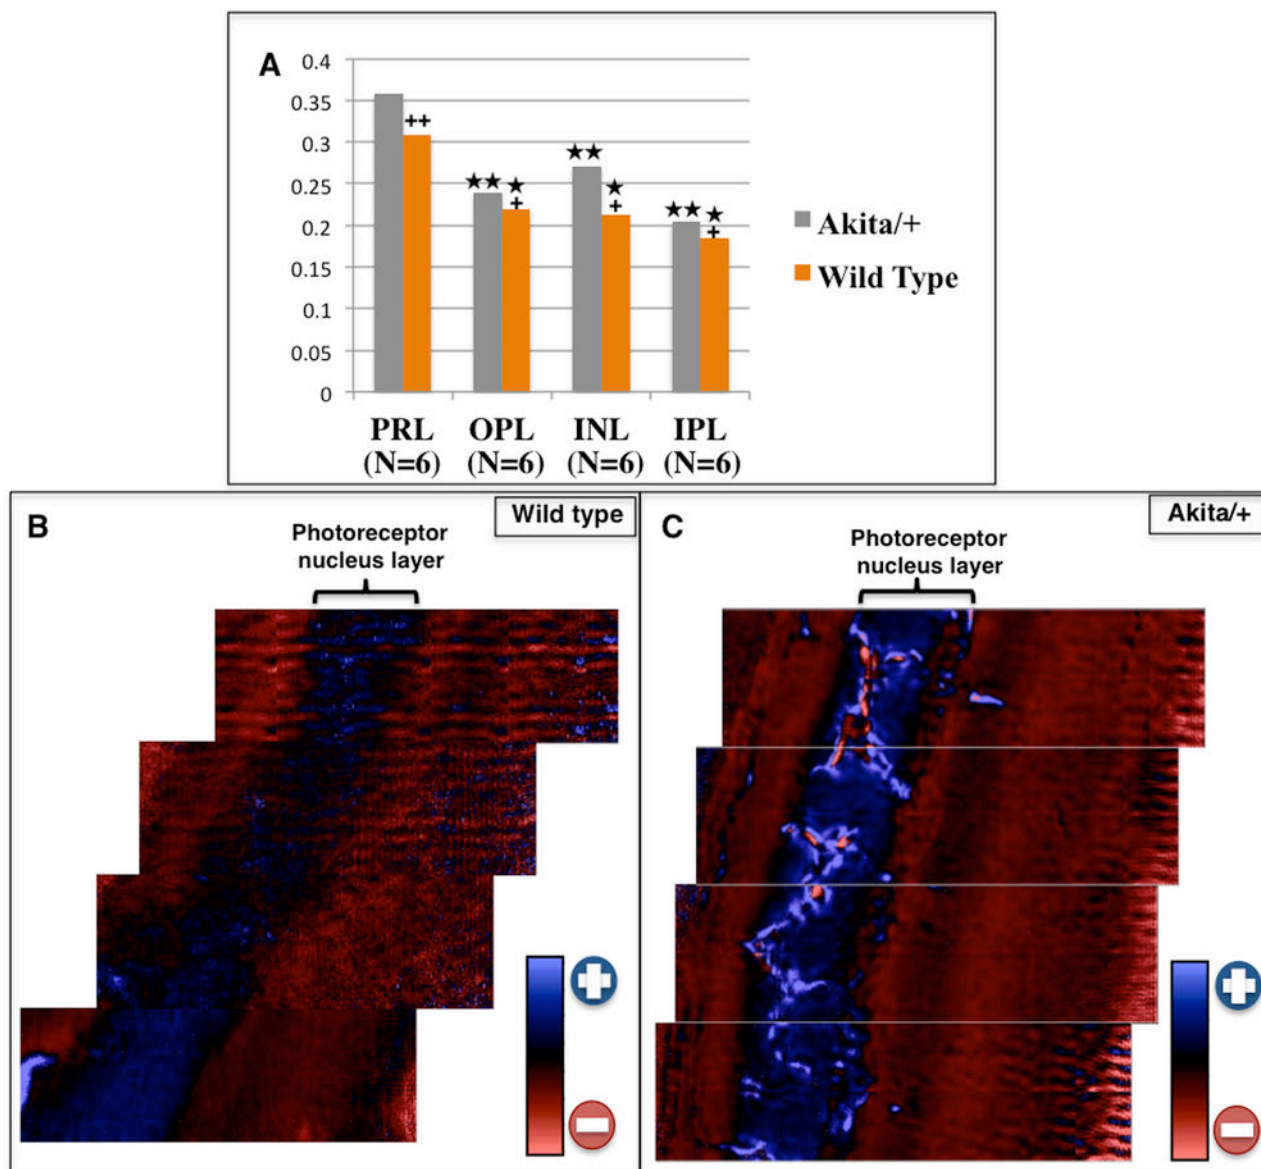 A
0.4
0.35
0.3
0.25
0.2
0.15
0.1
0.05
0
++
★★ ★
+
★★
★
+
★★ ★
+
PRL OPL INL IPL
(N=6) (N=6) (N=6) (N=6)
Akita/+
Wild Type
B
Wild type
Photoreceptor
nucleus layer
C
Akita/+
Photoreceptor
nucleus layer